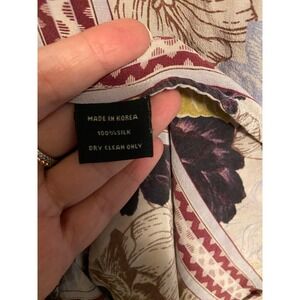 MADE IN KOREA
100% SILK
DRY CLEAN ONLY